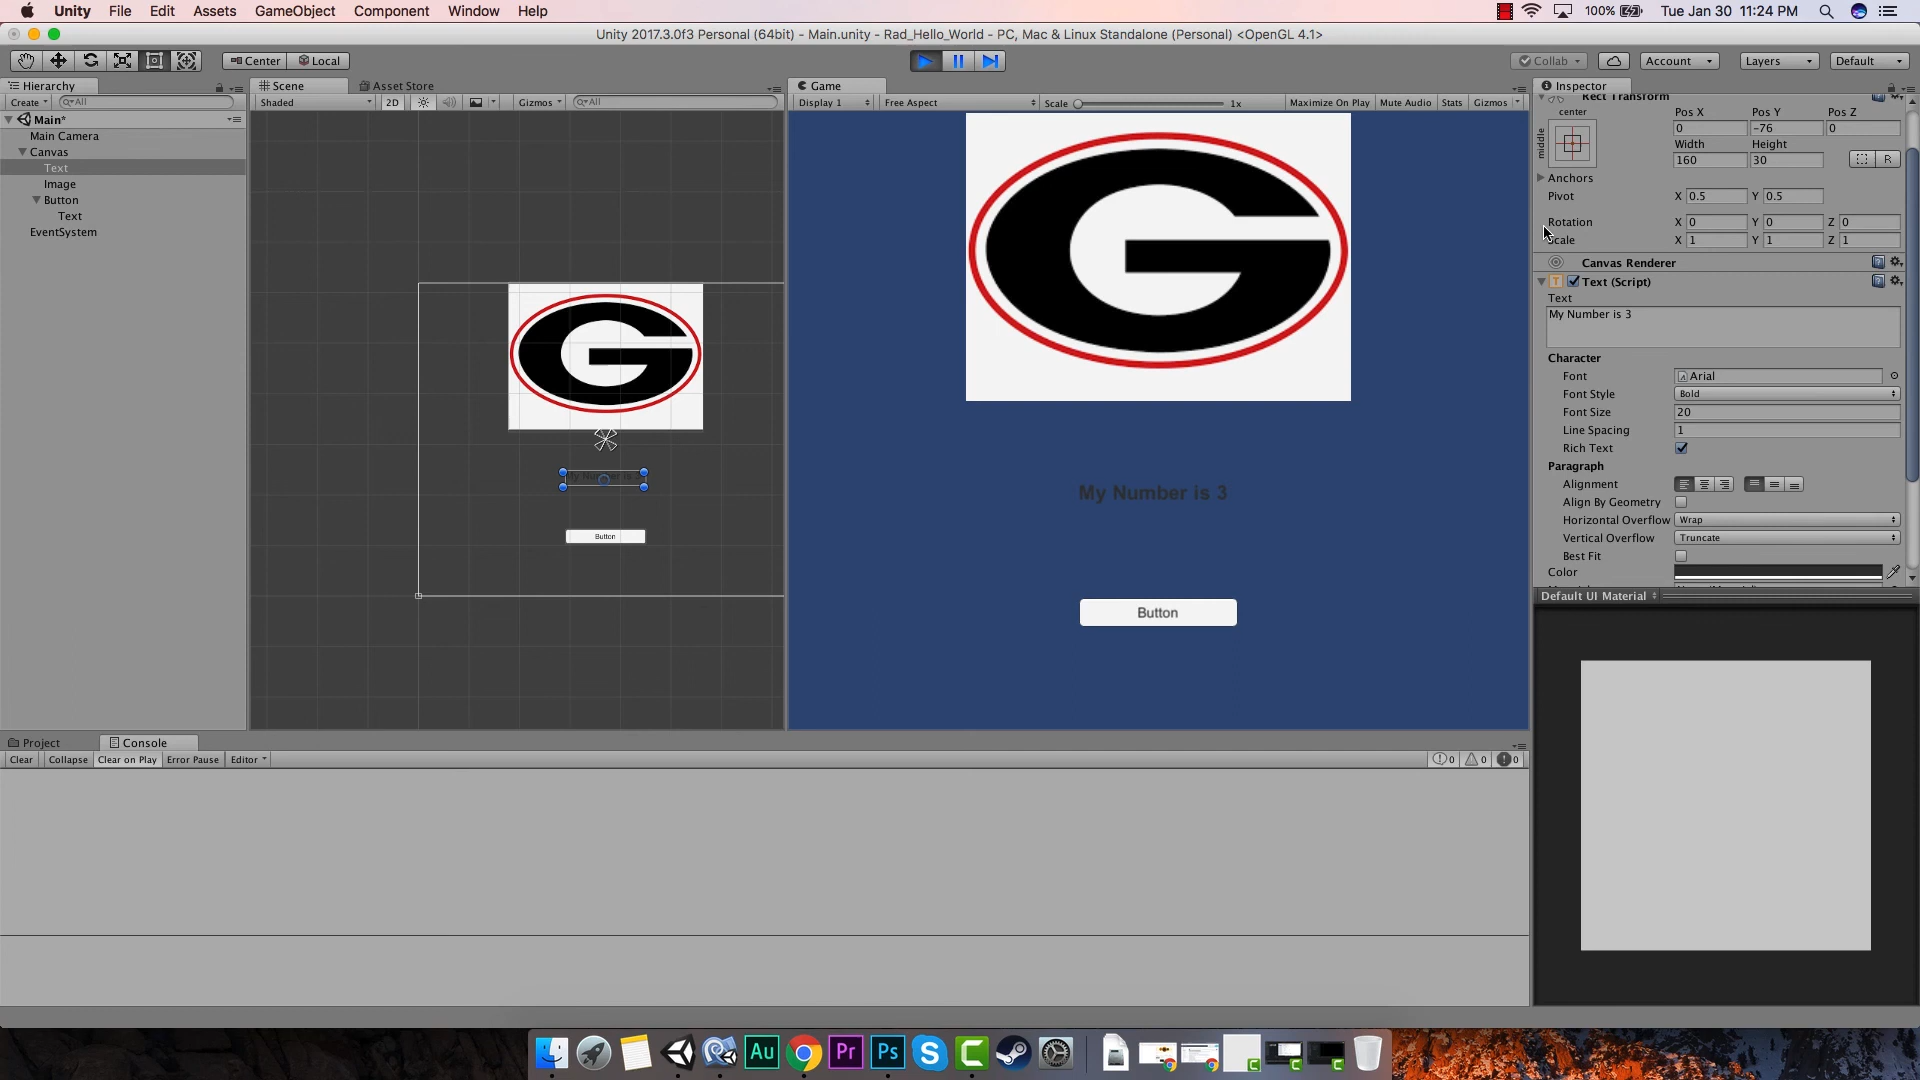 Unity File Edit Assets GameObject Component Window Help 100% Tue Jan 30 11:24 PM
Unity 2017.3.0f3 Personal (64bit) - Main.unity - Rad_Hello_World - PC, Mac & Linux Standalone (Personal) <OpenGL 4.1>
Center Local Collab Account Layers Default
Hierarchy Scene Asset Store Game Inspector
Create All Shaded 2D Gizmos All Display 1 Free Aspect Scale 1x Maximize On Play Mute Audio Stats Gizmos
Rect Transform
Main*
Main Camera
Canvas
Text
Image
Button
Text
EventSystem
center
middle
Pos X Pos Y Pos Z
0 -76 0
Width Height
160 30 R
Anchors
Pivot X 0.5 Y 0.5
Rotation X 0 Y 0 Z 0
Scale X 1 Y 1 Z 1
Canvas Renderer
Text (Script)
Text
My Number is 3
Character
Font Arial
Font Style Bold
Font Size 20
Line Spacing 1
Rich Text
Paragraph
Alignment
Align By Geometry
Horizontal Overflow Wrap
Vertical Overflow Truncate
Best Fit
Color
Default UI Material
G
Button
G
My Number is 3
Button
Project Console
Clear Collapse Clear on Play Error Pause Editor 0 0 0
Au Pr Ps